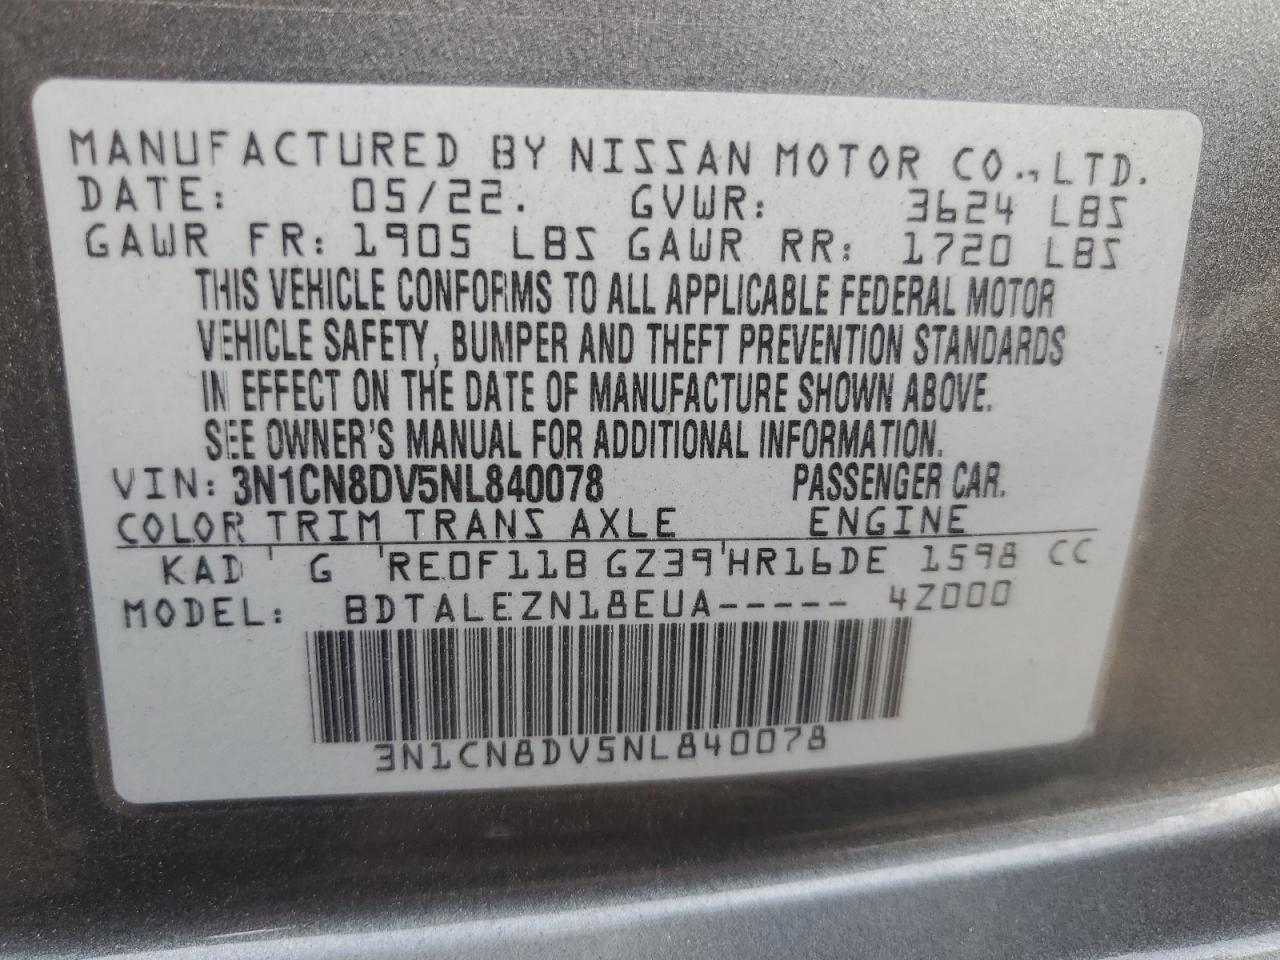 MANUFACTURED BY NISSAN MOTOR CO., LTD.
DATE: 05/22. GVWR: 3624 LBS
GAWR FR: 1905 LBS GAWR RR: 1720 LBS
THIS VEHICLE CONFORMS TO ALL APPLICABLE FEDERAL MOTOR
VEHICLE SAFETY, BUMPER AND THEFT PREVENTION STANDARDS
IN EFFECT ON THE DATE OF MANUFACTURE SHOWN ABOVE.
SEE OWNER'S MANUAL FOR ADDITIONAL INFORMATION.
VIN: 3N1CN8DV5NL840078 PASSENGER CAR.
COLOR TRIM TRANS AXLE ENGINE
KAD ' G 'RE0F11B GZ39'HR16DE 1598 CC
MODEL: BDTALEZN18EUA----- 4Z000
3N1CN8DV5NL840078